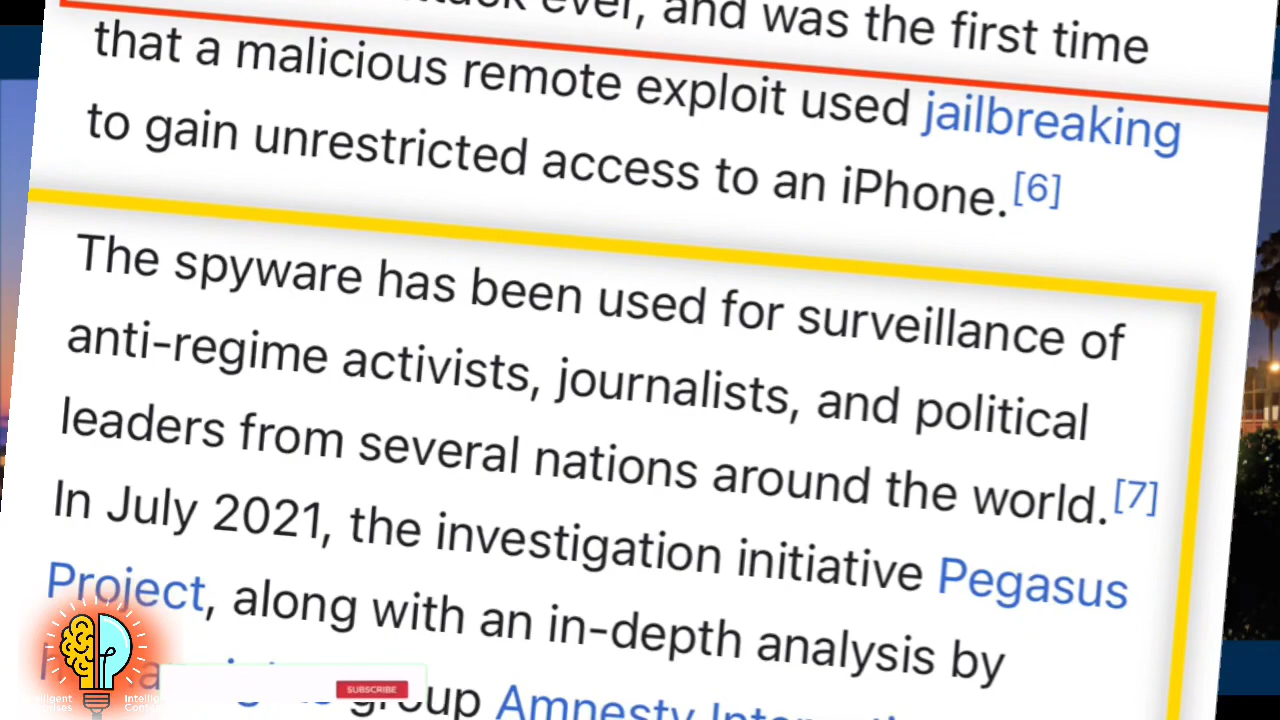 ever, and was the first time
that a malicious remote exploit used jailbreaking
to gain unrestricted access to an iPhone.[6]
The spyware has been used for surveillance of
anti-regime activists, journalists, and political
leaders from several nations around the world.[7]
In July 2021, the investigation initiative Pegasus
Project, along with an in-depth analysis by
group Amnesty
SUBSCRIBE